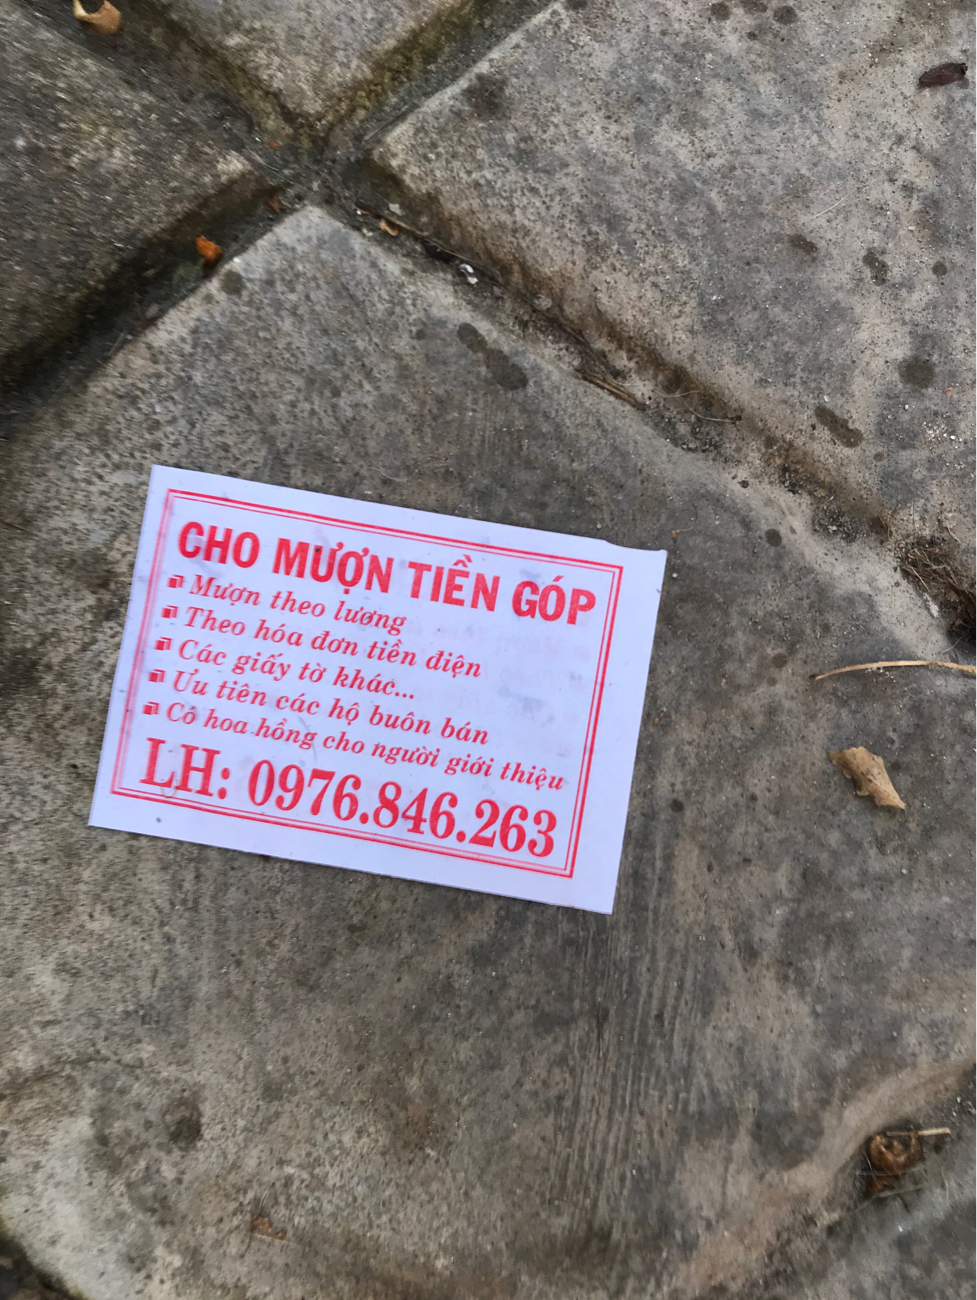 CHO MƯỢN TIỀN GÓP
Mượn theo lương
Theo hóa đơn tiền điện
Các giấy tờ khác...
Ưu tiên các hộ buôn bán
Có hoa hồng cho người giới thiệu
LH: 0976.846.263